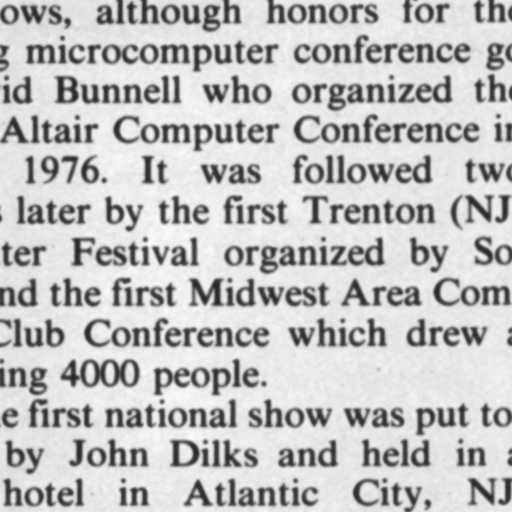 ows, although honors for the
g microcomputer conference go
id Bunnell who organized the
Altair Computer Conference in
1976. It was followed two
s later by the first Trenton (NJ
ter Festival organized by So
nd the first Midwest Area Com
Club Conference which drew a
ing 4000 people.
e first national show was put to
by John Dilks and held in a
hotel in Atlantic City, NJ